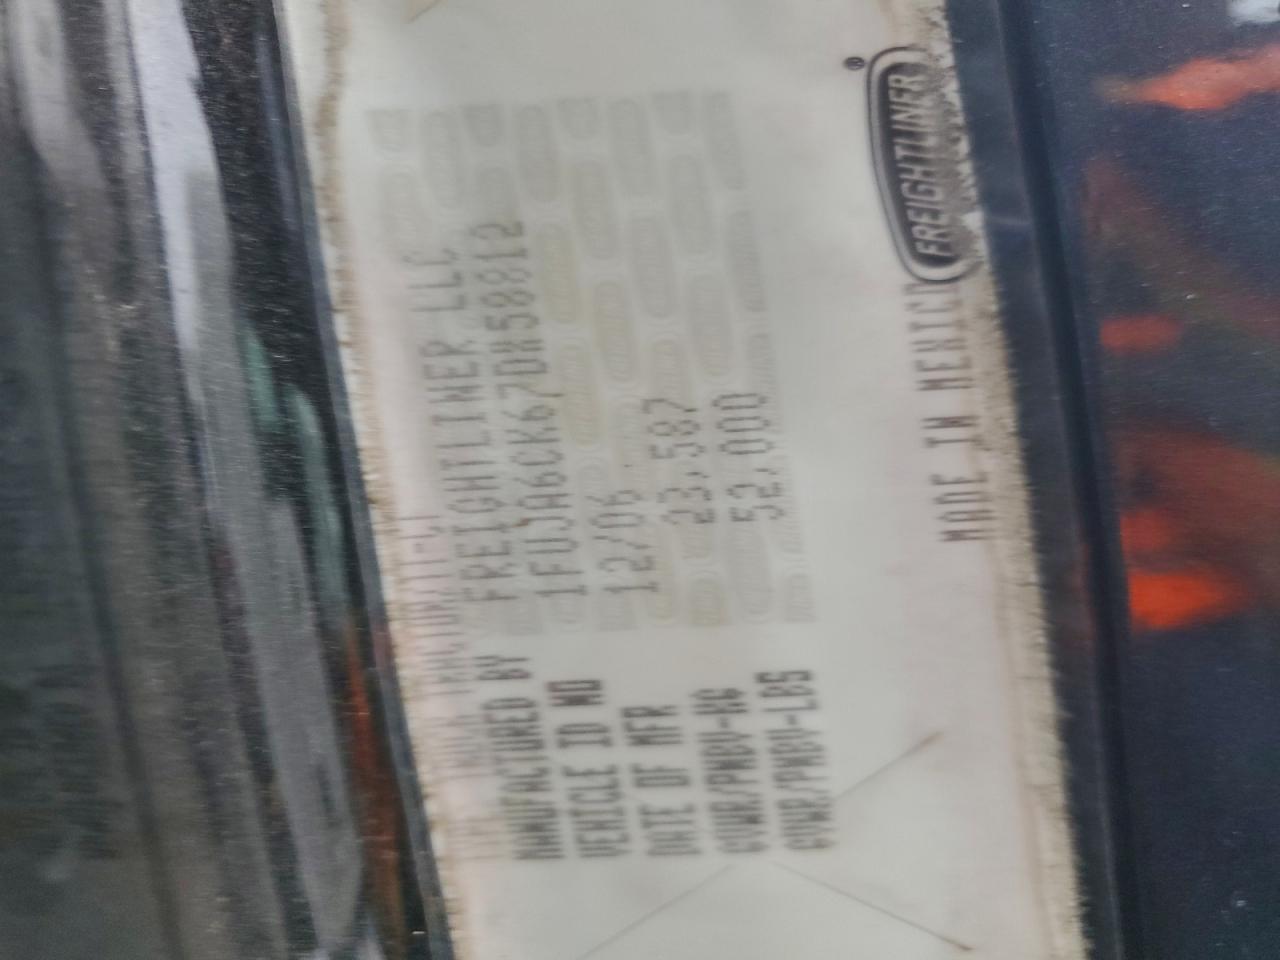 MANUFACTURED BY FREIGHTLINER LLC
VEHICLE ID NO 1FUJA6CK67DX58812
DATE OF MFR 12/06
GVWR/PNBV-KG 23,587
GVWR/PNBV-LBS 52,000
MADE IN MEXICO
FREIGHTLINER®